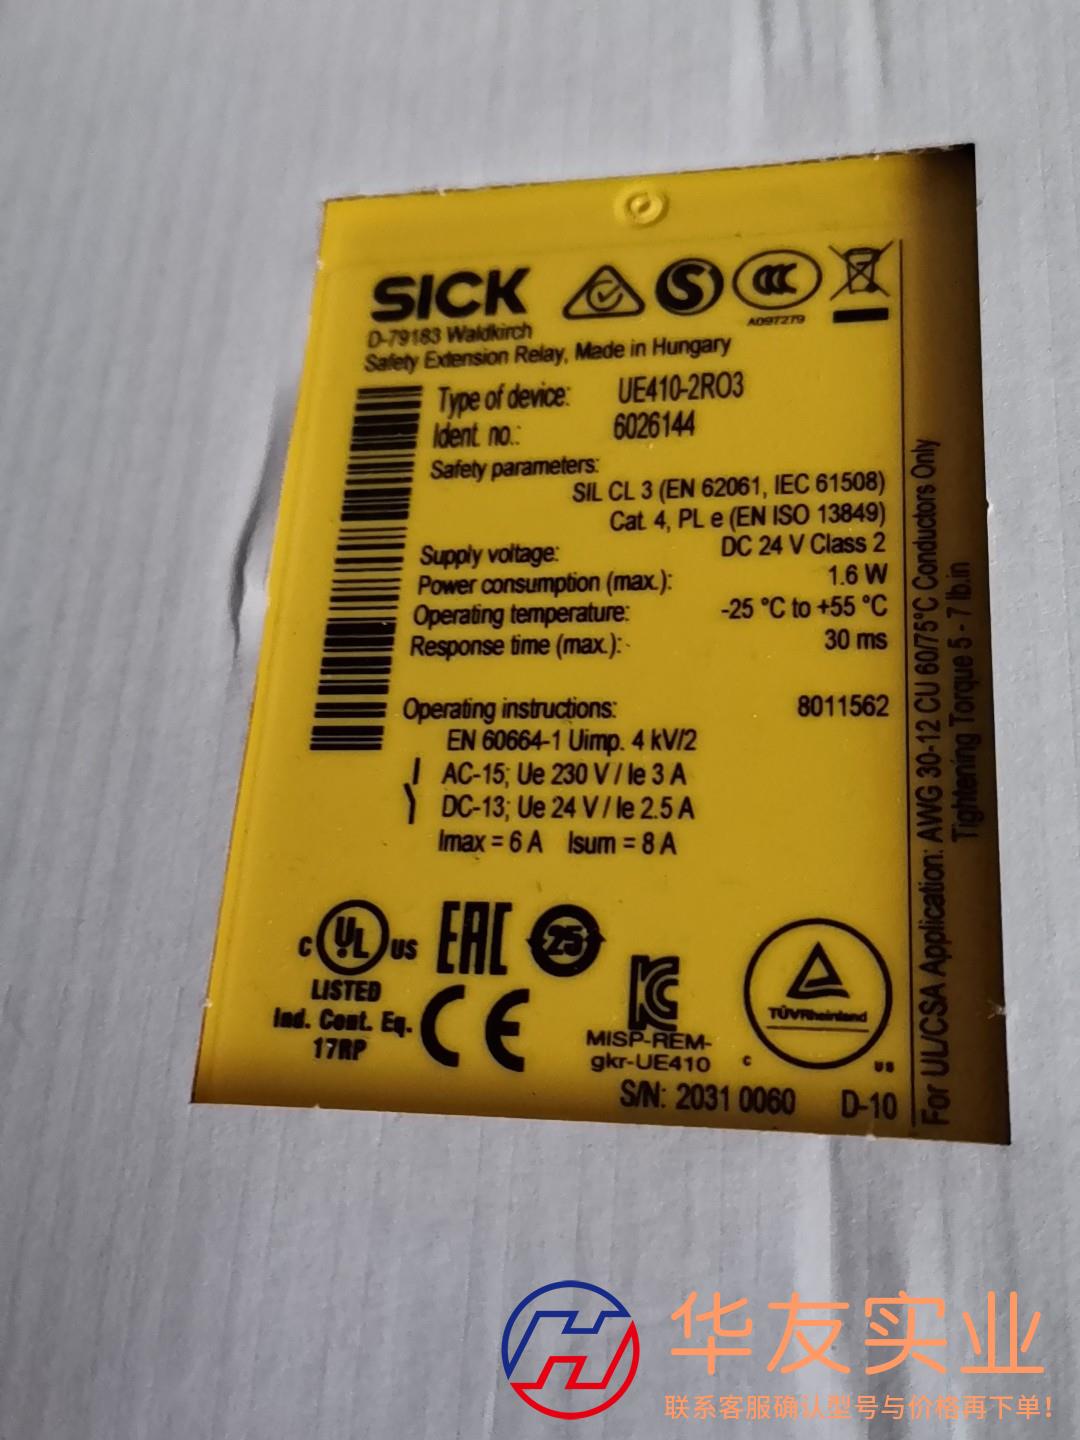 SICK
D-79183 Waldkirch
A097279
Safety Extension Relay, Made in Hungary
Type of device: UE410-2RO3
Ident. no.: 6026144
Safety parameters:
SIL CL 3 (EN 62061, IEC 61508)
Cat. 4, PL e (EN ISO 13849)
Supply voltage: DC 24 V Class 2
Power consumption (max.): 1.6 W
Operating temperature: -25 °C to +55 °C
Response time (max.): 30 ms
Operating instructions: 8011562
EN 60664-1 Uimp. 4 kV/2
AC-15; Ue 230 V / Ie 3 A
DC-13; Ue 24 V / Ie 2.5 A
Imax = 6 A Isum = 8 A
For UL/CSA Application: AWG 30-12 CU 60/75°C Conductors Only
Tightening Torque 5 - 7 lb.in
C UL US
LISTED
Ind. Cont. Eq.
17RP
EAC
25
CE
KC
MISP-REM-
gkr-UE410
TÜVRheinland
C US
S/N: 2031 0060 D-10
华友实业
联系客服确认型号与价格再下单!